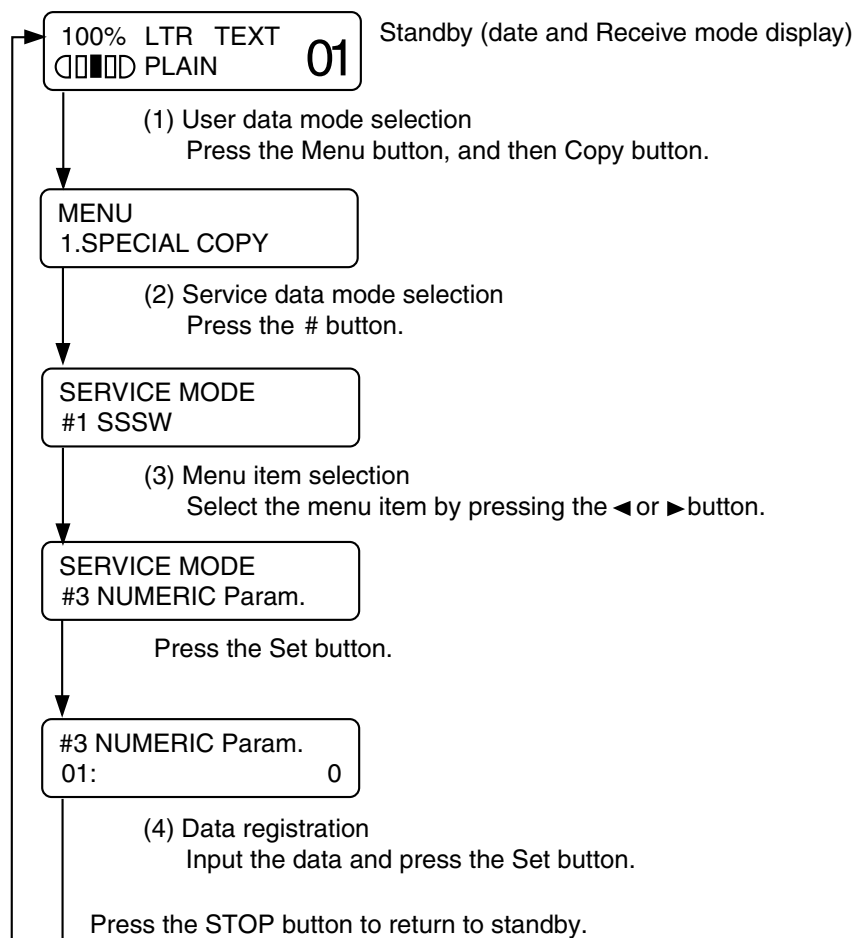 100% LTR TEXT
PLAIN 01
Standby (date and Receive mode display)
(1) User data mode selection
Press the Menu button, and then Copy button.
MENU
1.SPECIAL COPY
(2) Service data mode selection
Press the # button.
SERVICE MODE
#1 SSSW
(3) Menu item selection
Select the menu item by pressing the ◄ or ► button.
SERVICE MODE
#3 NUMERIC Param.
Press the Set button.
#3 NUMERIC Param.
01: 0
(4) Data registration
Input the data and press the Set button.
Press the STOP button to return to standby.